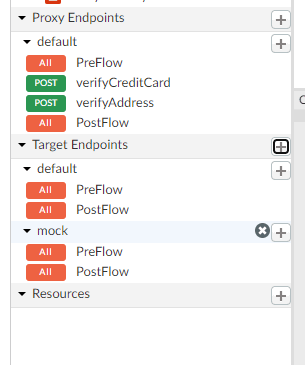 Proxy Endpoints
default
All PreFlow
POST verifyCreditCard
POST verifyAddress
All PostFlow
Target Endpoints
default
All PreFlow
All PostFlow
mock
All PreFlow
All PostFlow
Resources